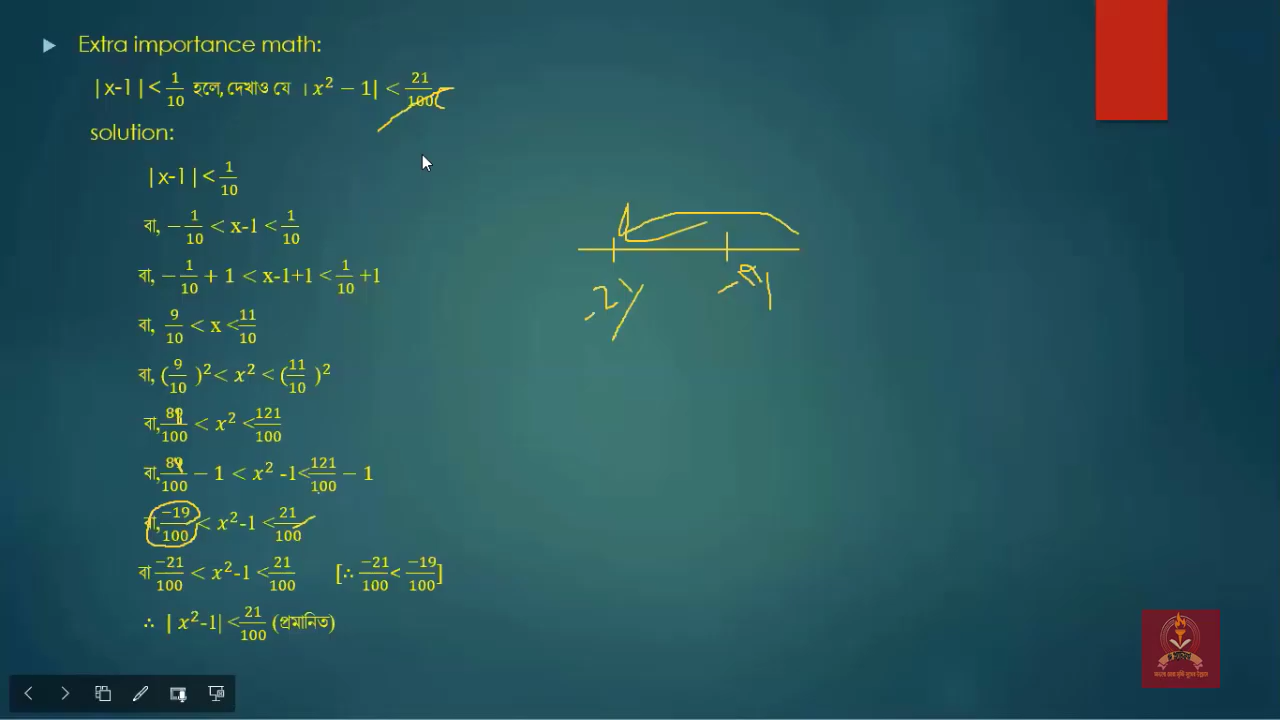 Extra importance math:
|x-1|< 1/10 হলে, দেখাও যে । x² − 1| < 21/100
solution:
|x-1|< 1/10
বা, − 1/10 < x-1 < 1/10
বা, − 1/10 + 1 < x-1+1 < 1/10 +1
বা, 9/10 < x < 11/10
বা, (9/10 )² < x² < (11/10 )²
বা, 81/100 < x² < 121/100
বা, 81/100 − 1 < x² -1< 121/100 − 1
বা, −19/100 < x²-1 < 21/100
বা −21/100 < x²-1 < 21/100 [∴ −21/100 < −19/100]
∴ | x²-1| < 21/100 (প্রমানিত)